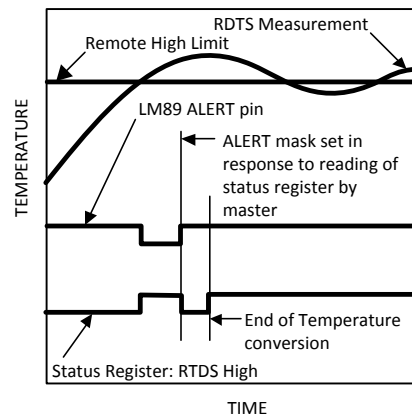 RDTS Measurement
Remote High Limit
LM89 ALERT pin
ALERT mask set in
response to reading of
status register by
master
End of Temperature
conversion
Status Register: RTDS High
TEMPERATURE
TIME